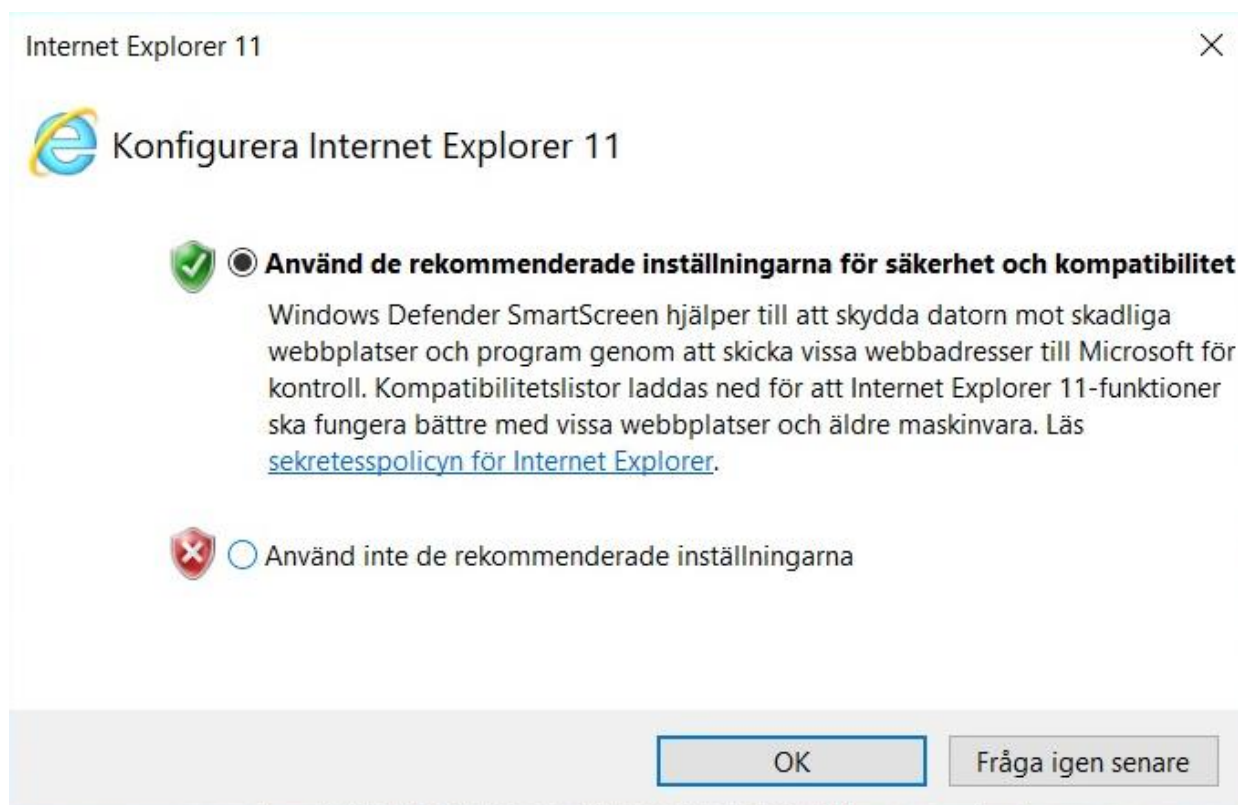 Internet Explorer 11
Konfigurera Internet Explorer 11
Använd de rekommenderade inställningarna för säkerhet och kompatibilitet
Windows Defender SmartScreen hjälper till att skydda datorn mot skadliga
webbplatser och program genom att skicka vissa webbadresser till Microsoft för
kontroll. Kompatibilitetslistor laddas ned för att Internet Explorer 11-funktioner
ska fungera bättre med vissa webbplatser och äldre maskinvara. Läs
sekretesspolicyn för Internet Explorer.
Använd inte de rekommenderade inställningarna
OK
Fråga igen senare